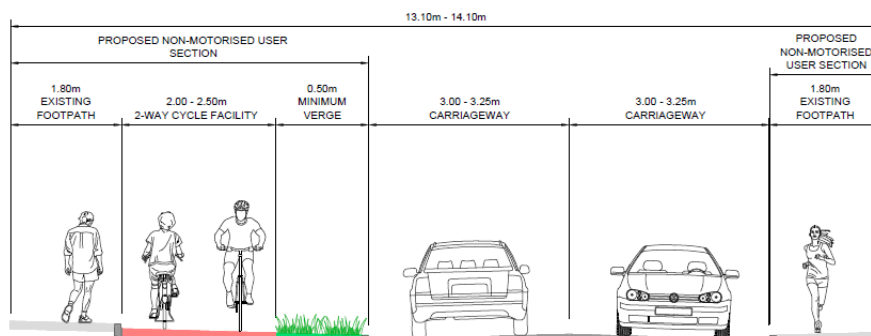 13.10m - 14.10m
PROPOSED NON-MOTORISED USER
SECTION
PROPOSED
NON-MOTORISED
USER SECTION
1.80m
EXISTING
FOOTPATH
2.00 - 2.50m
2-WAY CYCLE FACILITY
0.50m
MINIMUM
VERGE
3.00 - 3.25m
CARRIAGEWAY
3.00 - 3.25m
CARRIAGEWAY
1.80m
EXISTING
FOOTPATH